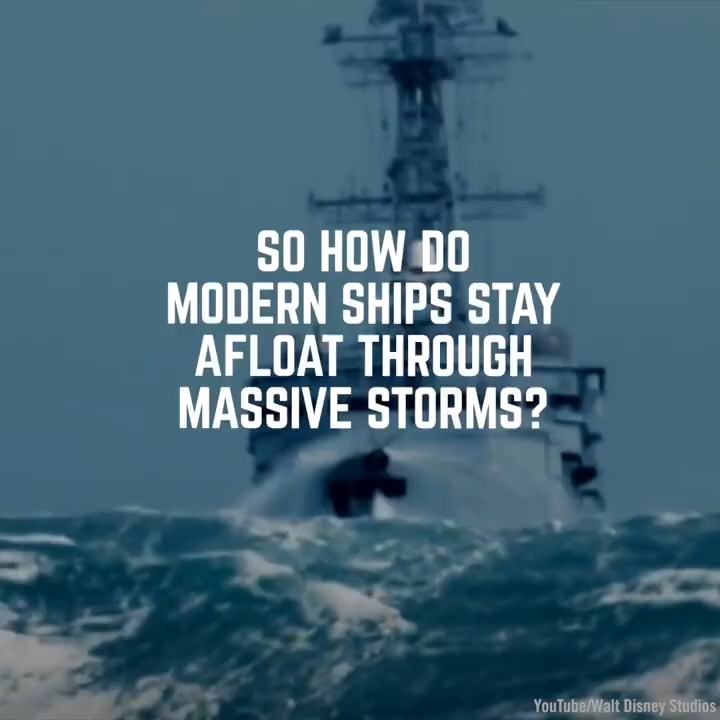 SO HOW DO
MODERN SHIPS STAY
AFLOAT THROUGH
MASSIVE STORMS?
YouTube/Walt Disney Studios